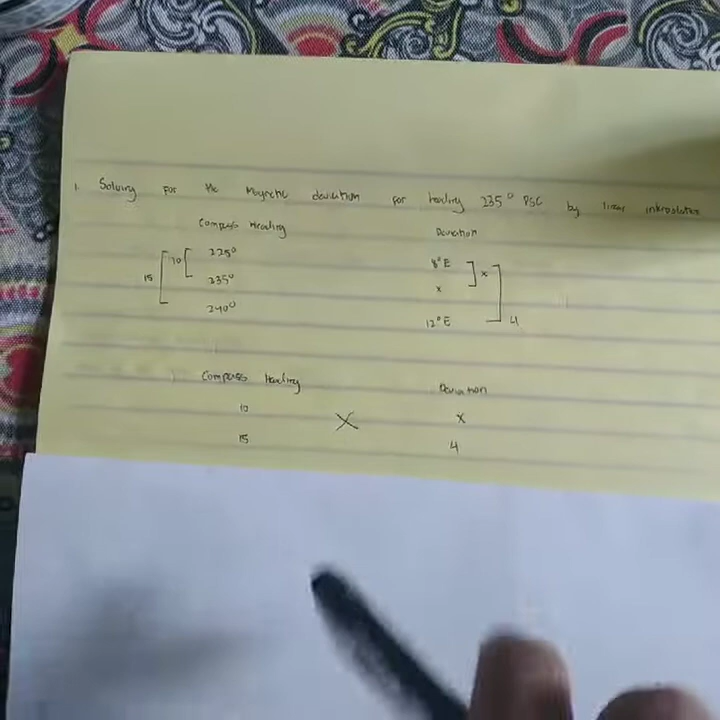 1. Solving for the Magnetic deviation for heading 235° PSC by linear interpolation
Compass Heading Deviation
15 10 225° 8°E x
235° x
240° 12°E 4
Compass Heading Deviation
10 X x
15 4